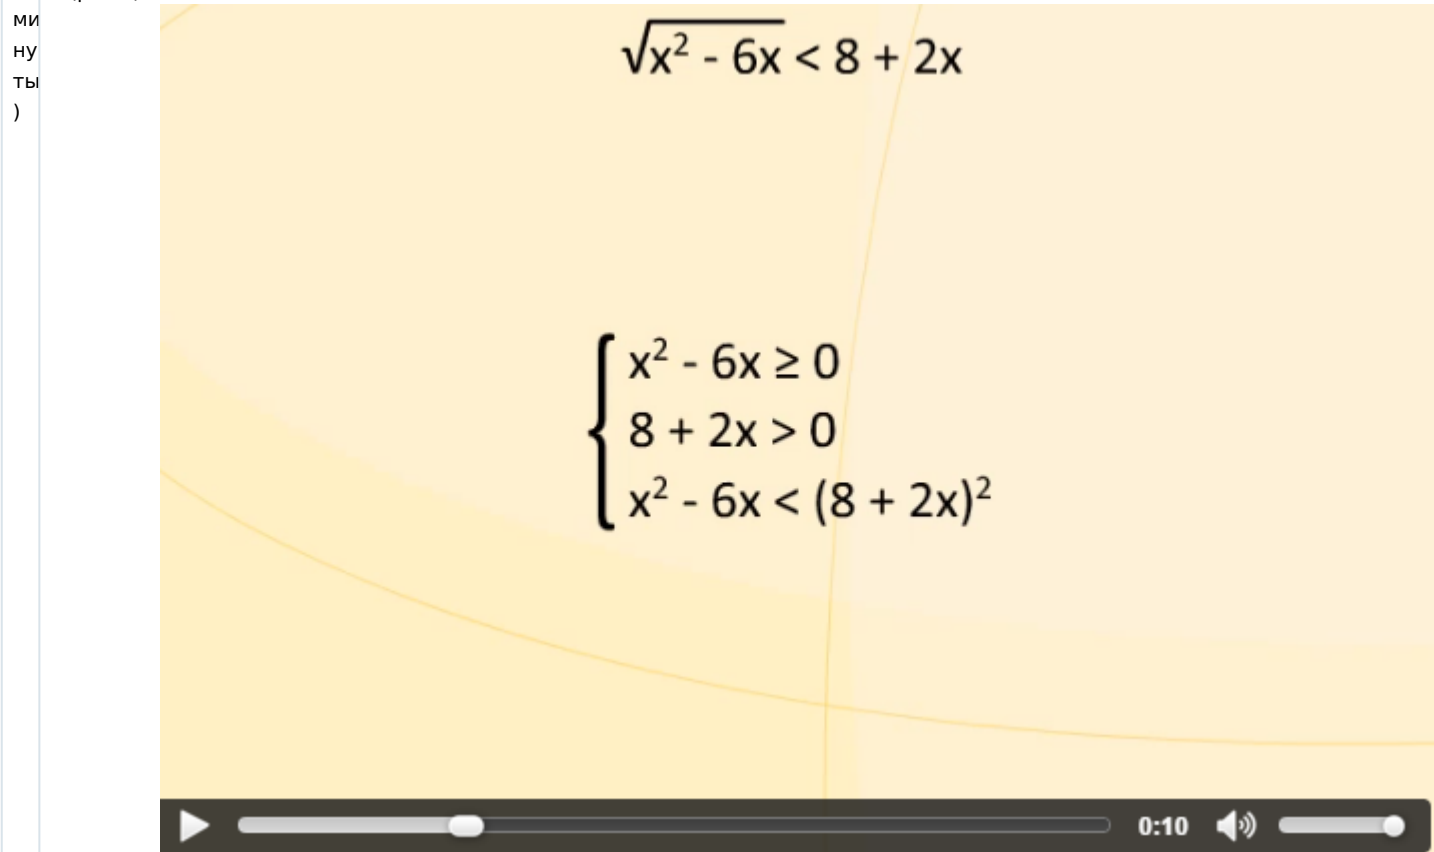 ми
ну
ты
)
√x² - 6x < 8 + 2x
x² - 6x ≥ 0
8 + 2x > 0
x² - 6x < (8 + 2x)²
0:10